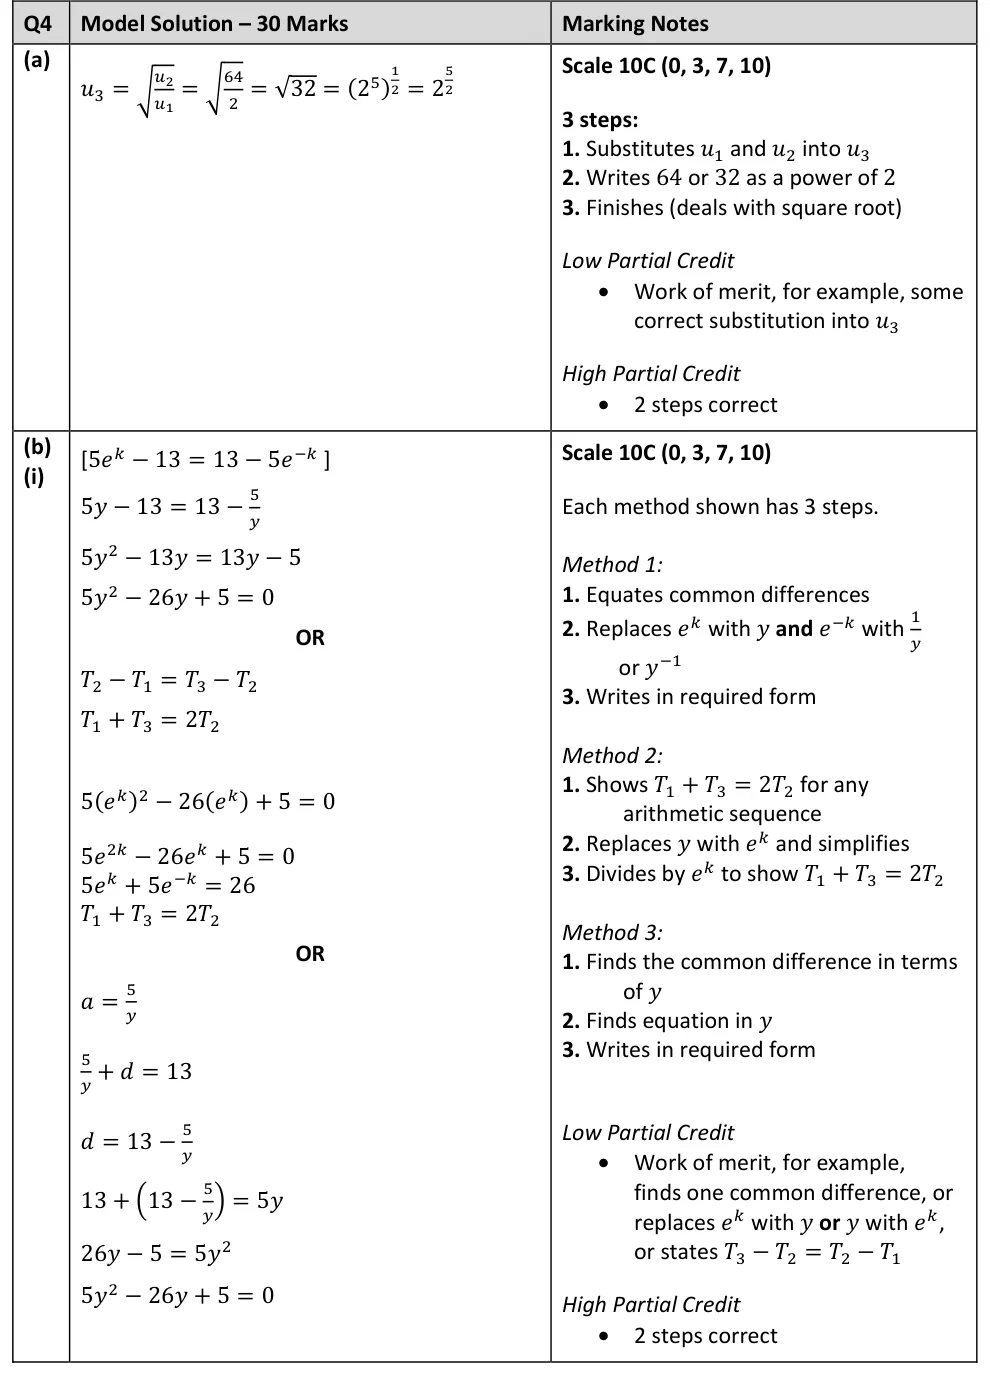 Q4 Model Solution – 30 Marks Marking Notes
(a)
u₃ = √(u₂/u₁) = √(64/2) = √32 = (2⁵)^(1/2) = 2^(5/2)
Scale 10C (0, 3, 7, 10)
3 steps:
1. Substitutes u₁ and u₂ into u₃
2. Writes 64 or 32 as a power of 2
3. Finishes (deals with square root)
Low Partial Credit
• Work of merit, for example, some
correct substitution into u₃
High Partial Credit
• 2 steps correct
(b)
(i)
[5eᵏ − 13 = 13 − 5e⁻ᵏ ]
5y − 13 = 13 − 5/y
5y² − 13y = 13y − 5
5y² − 26y + 5 = 0
OR
T₂ − T₁ = T₃ − T₂
T₁ + T₃ = 2T₂
5(eᵏ)² − 26(eᵏ) + 5 = 0
5e²ᵏ − 26eᵏ + 5 = 0
5eᵏ + 5e⁻ᵏ = 26
T₁ + T₃ = 2T₂
OR
a = 5/y
5/y + d = 13
d = 13 − 5/y
13 + (13 − 5/y) = 5y
26y − 5 = 5y²
5y² − 26y + 5 = 0
Scale 10C (0, 3, 7, 10)
Each method shown has 3 steps.
Method 1:
1. Equates common differences
2. Replaces eᵏ with y and e⁻ᵏ with 1/y
or y⁻¹
3. Writes in required form
Method 2:
1. Shows T₁ + T₃ = 2T₂ for any
arithmetic sequence
2. Replaces y with eᵏ and simplifies
3. Divides by eᵏ to show T₁ + T₃ = 2T₂
Method 3:
1. Finds the common difference in terms
of y
2. Finds equation in y
3. Writes in required form
Low Partial Credit
• Work of merit, for example,
finds one common difference, or
replaces eᵏ with y or y with eᵏ,
or states T₃ − T₂ = T₂ − T₁
High Partial Credit
• 2 steps correct